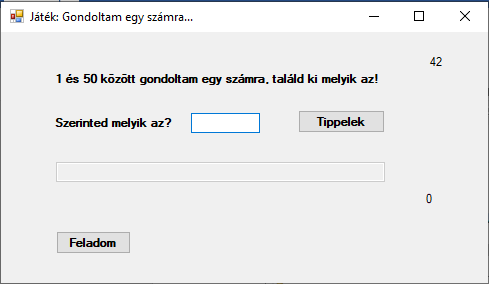 Játék: Gondoltam egy számra...
42
1 és 50 között gondoltam egy számra, találd ki melyik az!
Szerinted melyik az?
Tippelek
0
Feladom